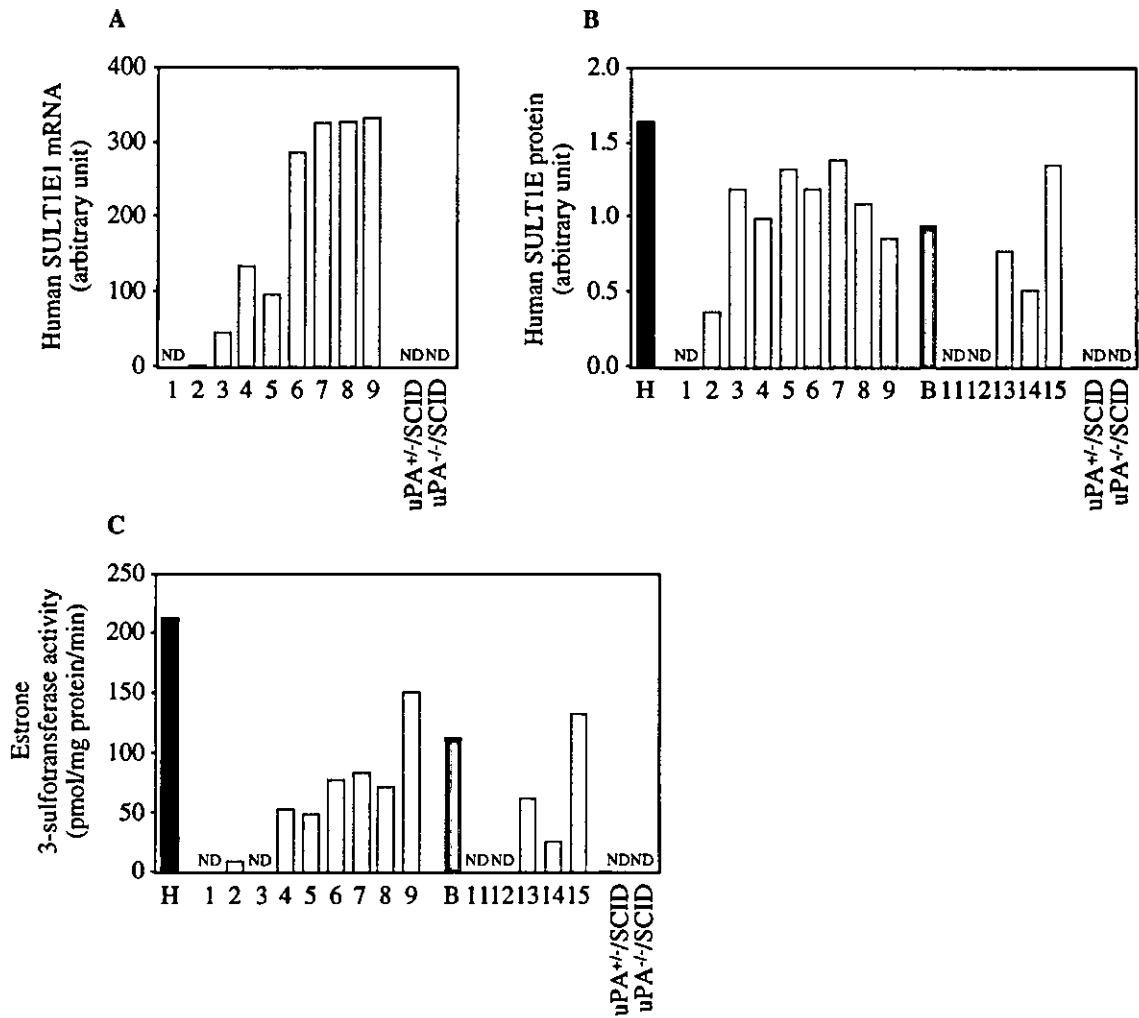 A
Human SULT1E1 mRNA
(arbitrary unit)
400
300
200
100
0
ND
ND ND
1 2 3 4 5 6 7 8 9
uPA+/-/SCID
uPA-/-/SCID
B
Human SULT1E protein
(arbitrary unit)
2.0
1.5
1.0
0.5
0.0
ND
ND ND
ND ND
H 1 2 3 4 5 6 7 8 9 B 11 12 13 14 15
uPA+/-/SCID
uPA-/-/SCID
C
Estrone
3-sulfotransferase activity
(pmol/mg protein/min)
250
200
150
100
50
0
ND
ND
ND ND
ND ND
H 1 2 3 4 5 6 7 8 9 B 11 12 13 14 15
uPA+/-/SCID
uPA-/-/SCID